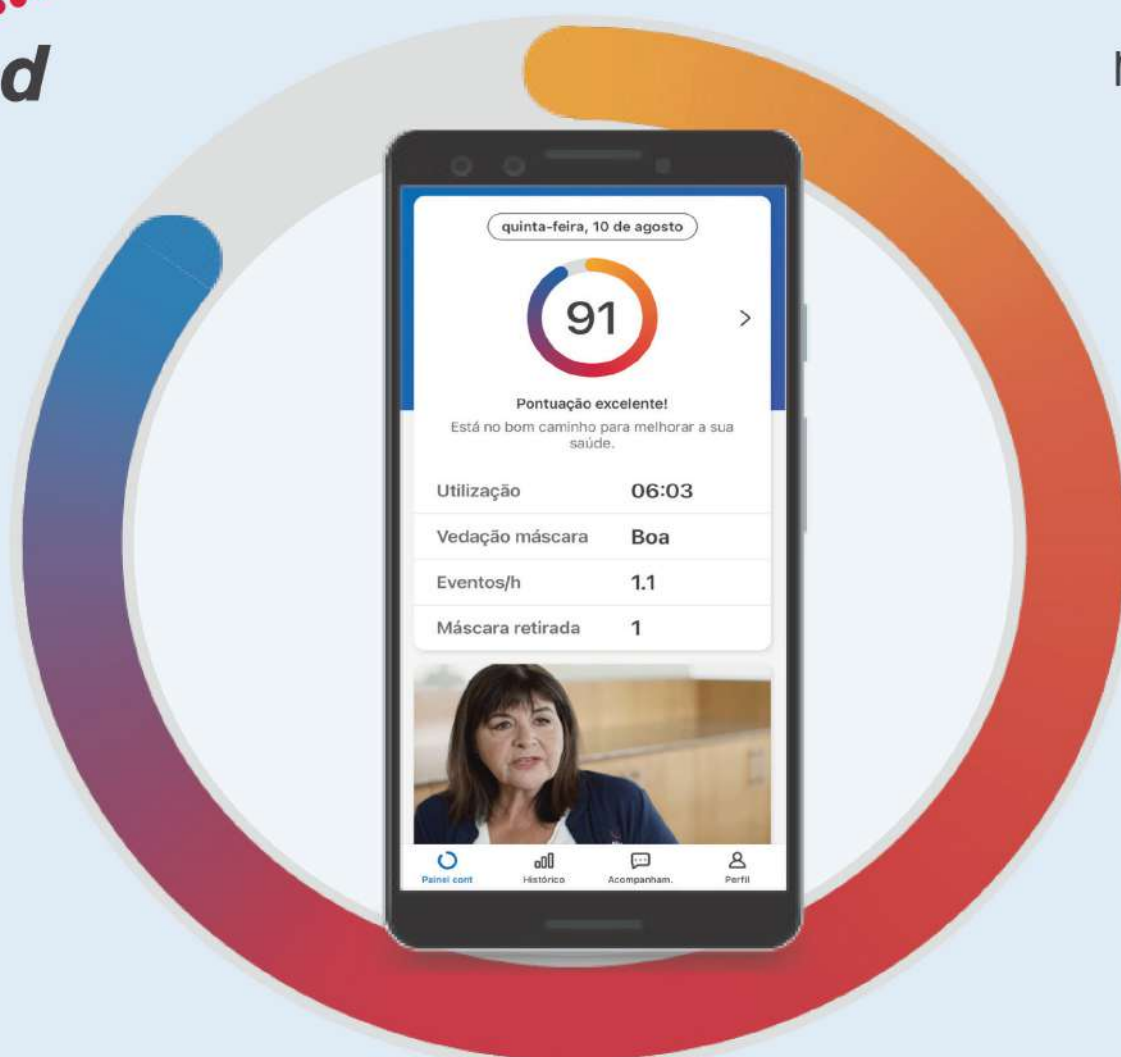 quinta-feira, 10 de agosto
91
Pontuação excelente!
Está no bom caminho para melhorar a sua
saúde.
Utilização 06:03
Vedação máscara Boa
Eventos/h 1.1
Máscara retirada 1
Painel cont Histórico Acompanham. Perfil